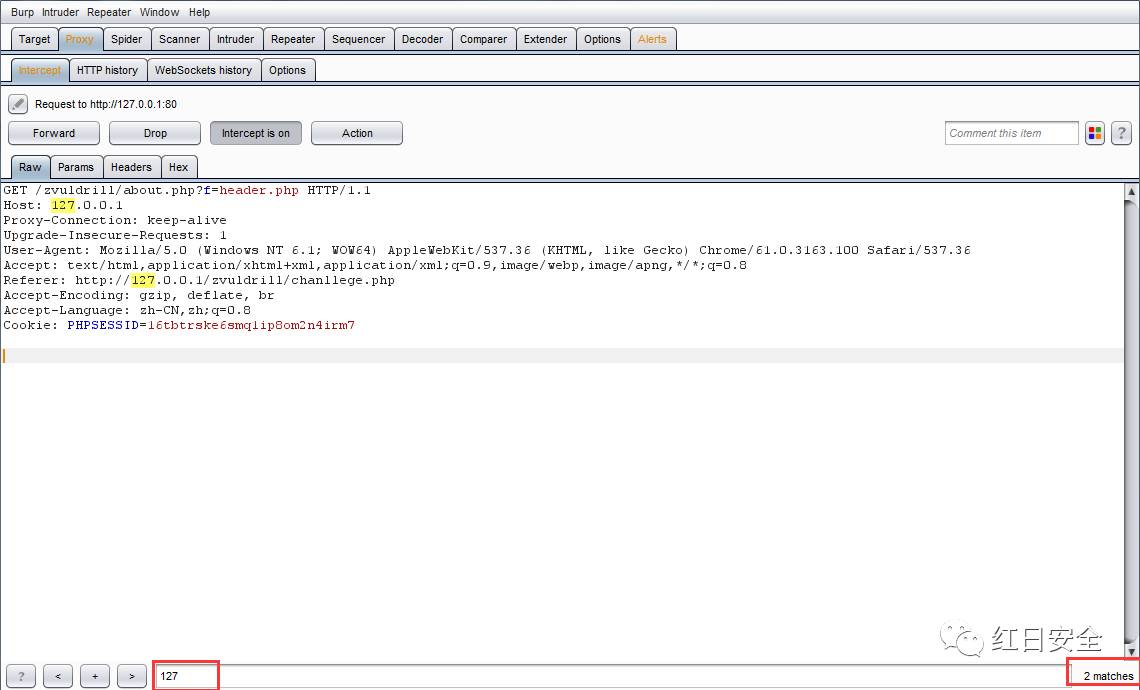 Burp Intruder Repeater Window Help
Target Proxy Spider Scanner Intruder Repeater Sequencer Decoder Comparer Extender Options Alerts
Intercept HTTP history WebSockets history Options
Request to http://127.0.0.1:80
Forward Drop Intercept is on Action Comment this item ?
Raw Params Headers Hex
GET /zvuldrill/about.php?f=header.php HTTP/1.1
Host: 127.0.0.1
Proxy-Connection: keep-alive
Upgrade-Insecure-Requests: 1
User-Agent: Mozilla/5.0 (Windows NT 6.1; WOW64) AppleWebKit/537.36 (KHTML, like Gecko) Chrome/61.0.3163.100 Safari/537.36
Accept: text/html,application/xhtml+xml,application/xml;q=0.9,image/webp,image/apng,*/*;q=0.8
Referer: http://127.0.0.1/zvuldrill/chanllege.php
Accept-Encoding: gzip, deflate, br
Accept-Language: zh-CN,zh;q=0.8
Cookie: PHPSESSID=16tbtrske6smq1ip8om2n4irm7
红日安全
? < + > 127 2 matches